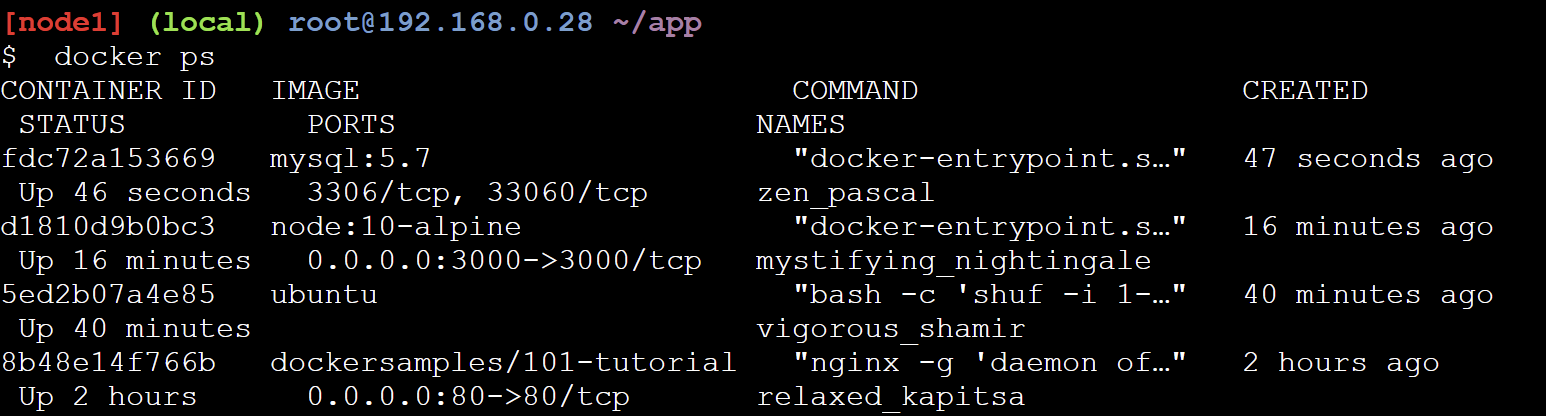 [node1] (local) root@192.168.0.28 ~/app
$  docker ps
CONTAINER ID   IMAGE                        COMMAND                  CREATED
 STATUS          PORTS                    NAMES
fdc72a153669   mysql:5.7                    "docker-entrypoint.s…"   47 seconds ago
 Up 46 seconds   3306/tcp, 33060/tcp      zen_pascal
d1810d9b0bc3   node:10-alpine               "docker-entrypoint.s…"   16 minutes ago
 Up 16 minutes   0.0.0.0:3000->3000/tcp   mystifying_nightingale
5ed2b07a4e85   ubuntu                       "bash -c 'shuf -i 1-…"   40 minutes ago
 Up 40 minutes                            vigorous_shamir
8b48e14f766b   dockersamples/101-tutorial   "nginx -g 'daemon of…"   2 hours ago
 Up 2 hours      0.0.0.0:80->80/tcp       relaxed_kapitsa